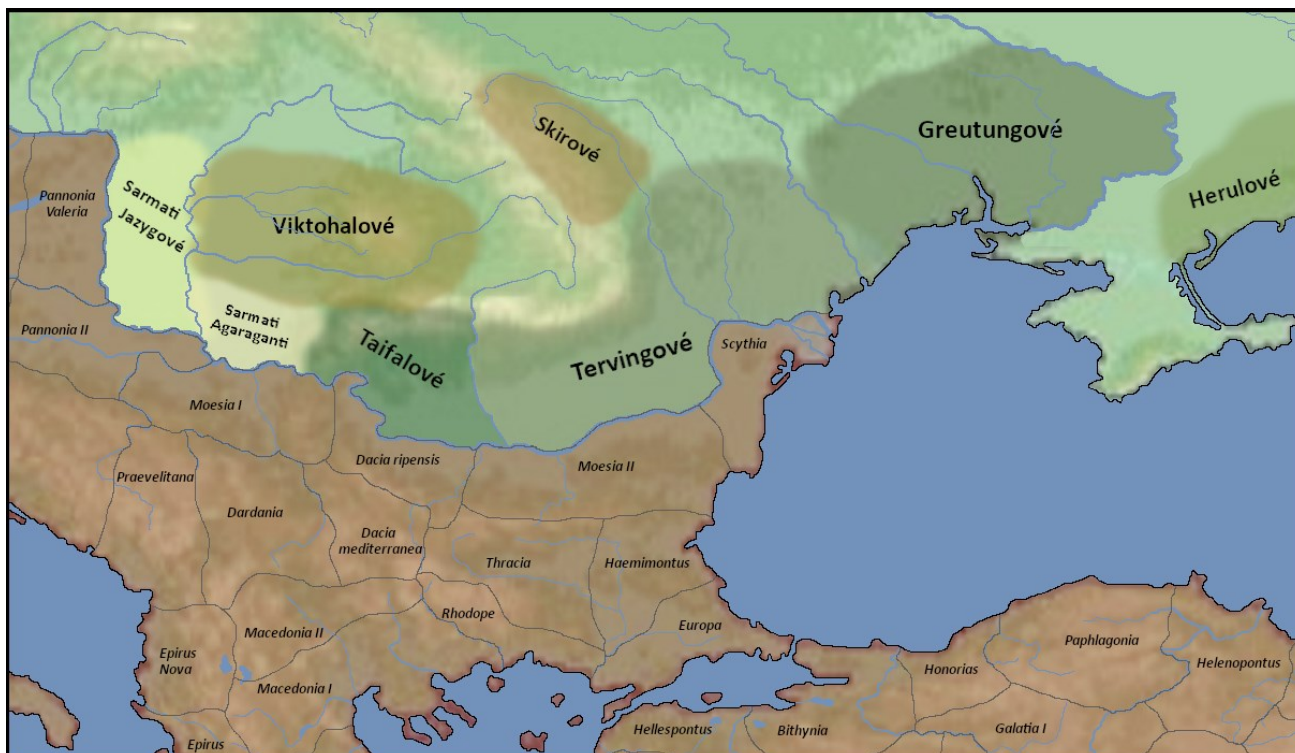 Greutungové
Skirové
Herulové
Pannonia
Valeria
Sarmati
Jazygové
Viktohalové
Sarmati
Agaraganti
Pannonia II
Taifalové
Tervingové
Scythia
Moesia I
Dacia ripensis
Moesia II
Praevelitana
Dardania
Dacia
mediterranea
Thracia
Haemimontus
Rhodope
Europa
Macedonia II
Epirus
Nova
Macedonia I
Epirus
Paphlagonia
Honorias
Helenopontus
Hellespontus
Bithynia
Galatia I